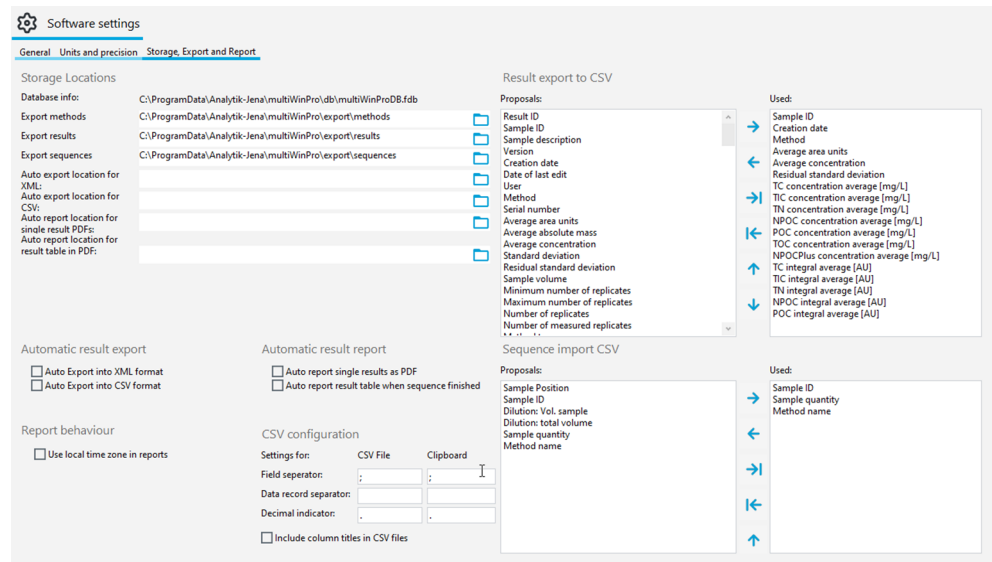 Software settings
General Units and precision Storage, Export and Report
Storage Locations
Database info: C:\ProgramData\Analytik-Jena\multiWinPro\db\multiWinProDB.fdb
Export methods C:\ProgramData\Analytik-Jena\multiWinPro\export\methods
Export results C:\ProgramData\Analytik-Jena\multiWinPro\export\results
Export sequences C:\ProgramData\Analytik-Jena\multiWinPro\export\sequences
Auto export location for
XML:
Auto export location for
CSV:
Auto report location for
single result PDFs:
Auto report location for
result table in PDF:
Result export to CSV
Proposals:
Result ID
Sample ID
Sample description
Version
Creation date
Date of last edit
User
Method
Serial number
Average area units
Average absolute mass
Average concentration
Standard deviation
Residual standard deviation
Sample volume
Minimum number of replicates
Maximum number of replicates
Number of replicates
Number of measured replicates
Used:
Sample ID
Creation date
Method
Average area units
Average concentration
Residual standard deviation
TC concentration average [mg/L]
TIC concentration average [mg/L]
TN concentration average [mg/L]
NPOC concentration average [mg/L]
POC concentration average [mg/L]
TOC concentration average [mg/L]
NPOCPlus concentration average [mg/L]
TC integral average [AU]
TIC integral average [AU]
TN integral average [AU]
NPOC integral average [AU]
POC integral average [AU]
Automatic result export
Auto Export into XML format
Auto Export into CSV format
Automatic result report
Auto report single results as PDF
Auto report result table when sequence finished
Report behaviour
Use local time zone in reports
CSV configuration
Settings for: CSV File Clipboard
Field seperator: ; ;
Data record separator:
Decimal indicator: . .
Include column titles in CSV files
Sequence import CSV
Proposals:
Sample Position
Sample ID
Dilution: Vol. sample
Dilution: total volume
Sample quantity
Method name
Used:
Sample ID
Sample quantity
Method name